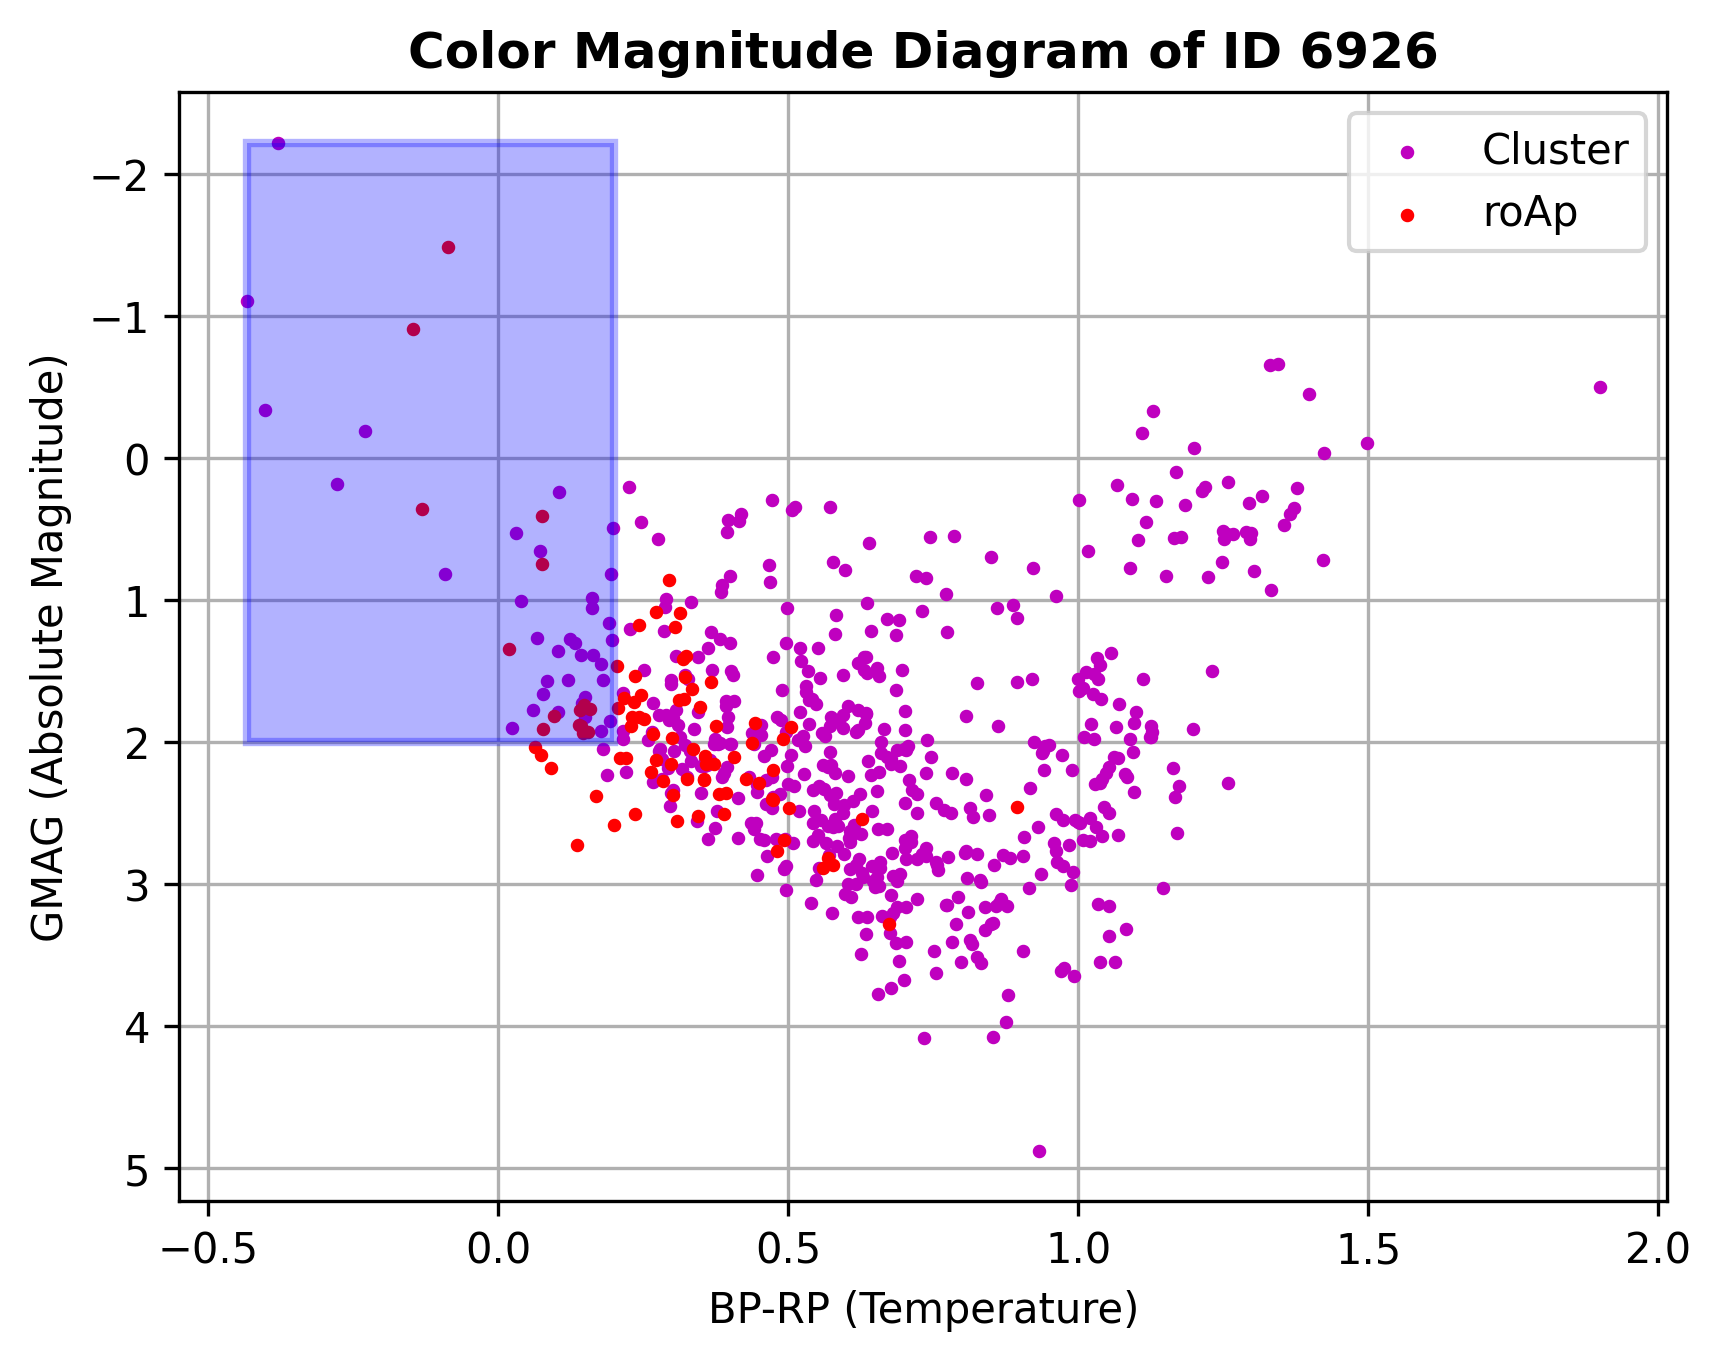 Color Magnitude Diagram of ID 6926
Cluster
roAp
GMAG (Absolute Magnitude)
−2
−1
0
1
2
3
4
5
−0.5
0.0
0.5
1.0
1.5
2.0
BP-RP (Temperature)